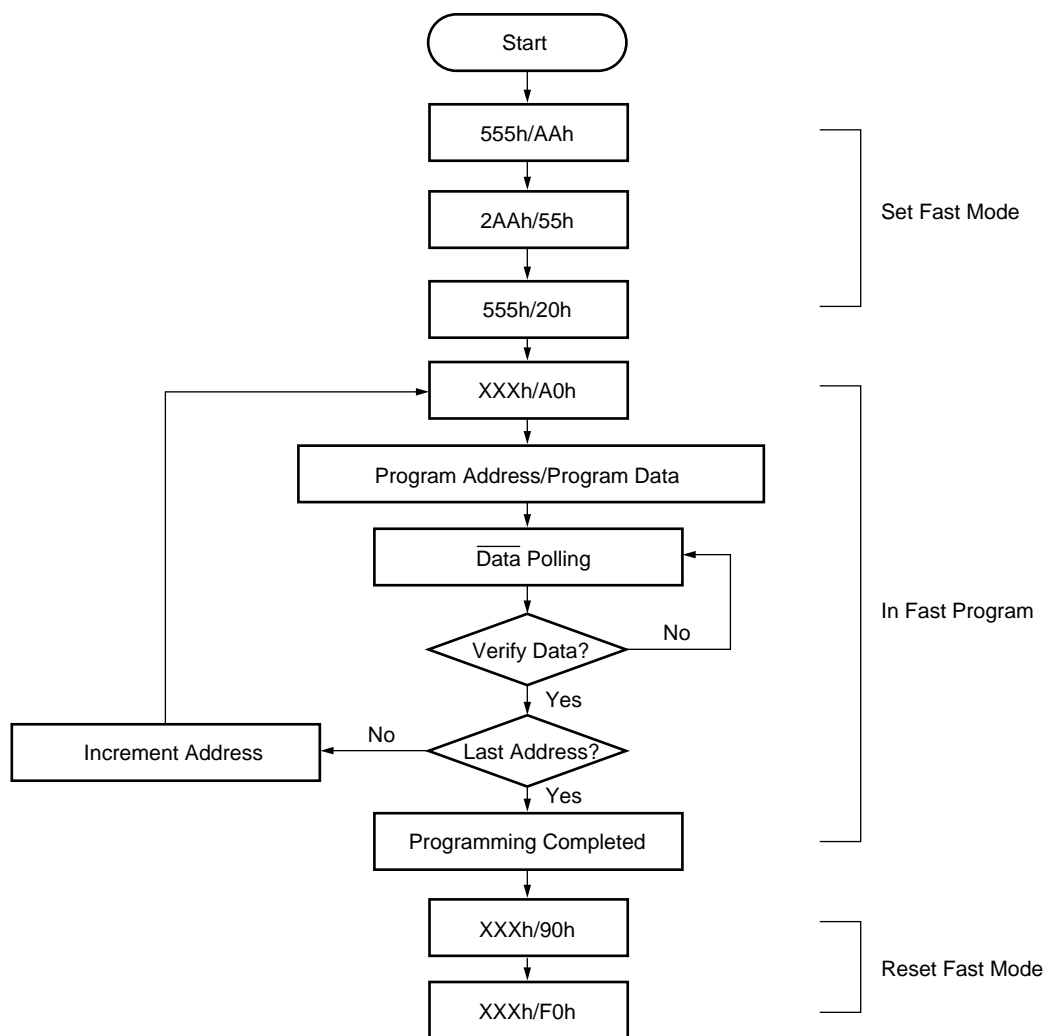 Start
555h/AAh
2AAh/55h
Set Fast Mode
555h/20h
XXXh/A0h
Program Address/Program Data
Data Polling
In Fast Program
Verify Data?
No
Yes
Increment Address
No
Last Address?
Yes
Programming Completed
XXXh/90h
Reset Fast Mode
XXXh/F0h